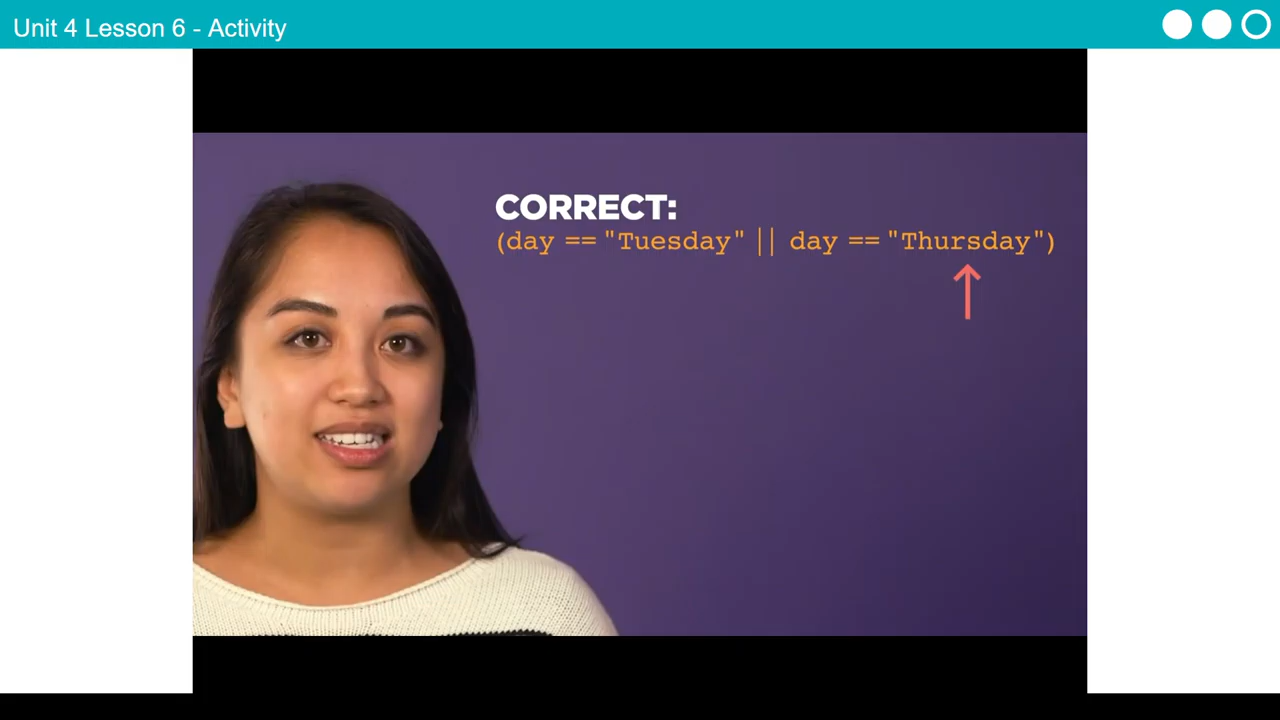 Unit 4 Lesson 6 - Activity
CORRECT:
(day == "Tuesday" || day == "Thursday")